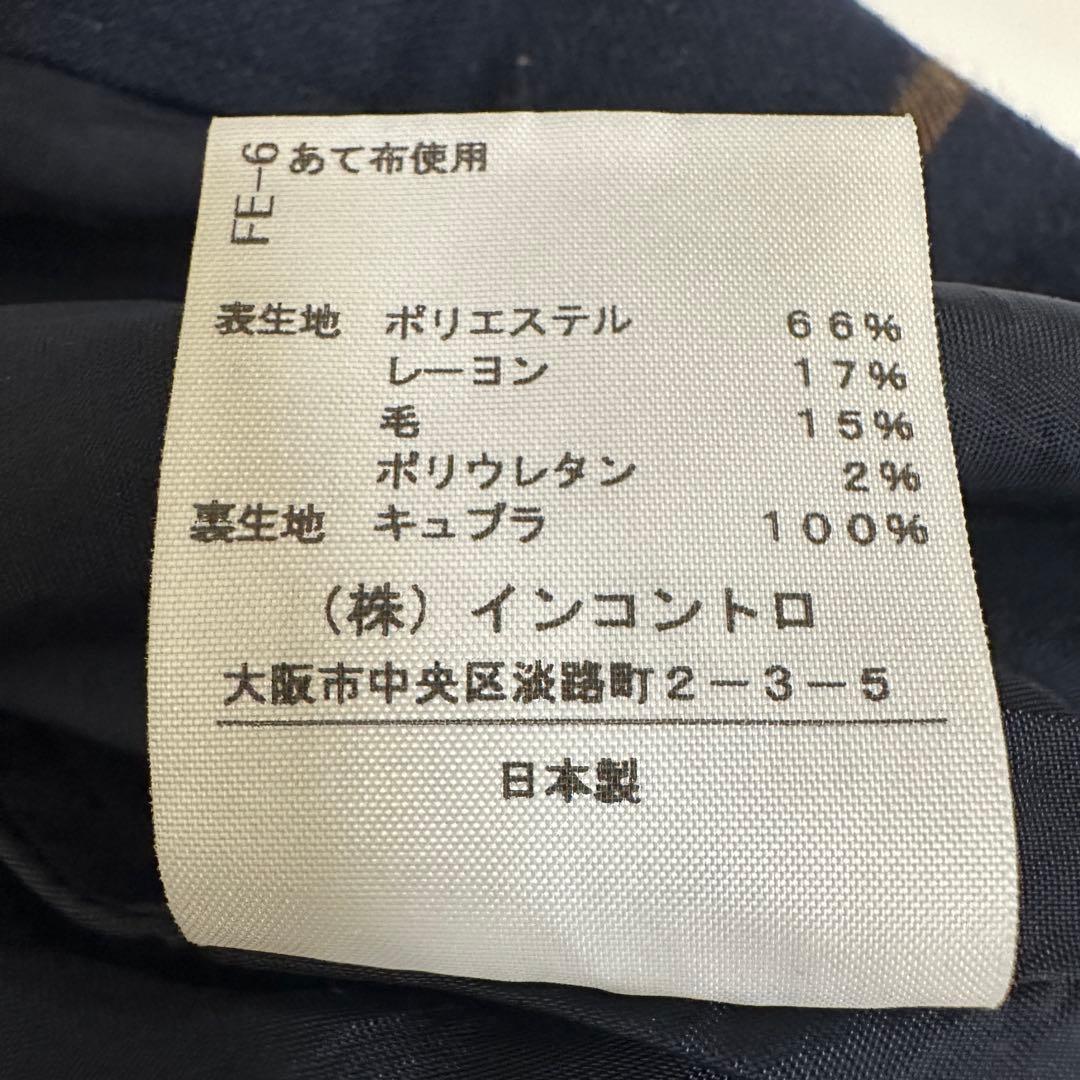 FE-6
あて布使用
表生地 ポリエステル 66%
レーヨン 17%
毛 15%
ポリウレタン 2%
裏生地 キュプラ 100%
(株)インコントロ
大阪市中央区淡路町2-3-5
日本製